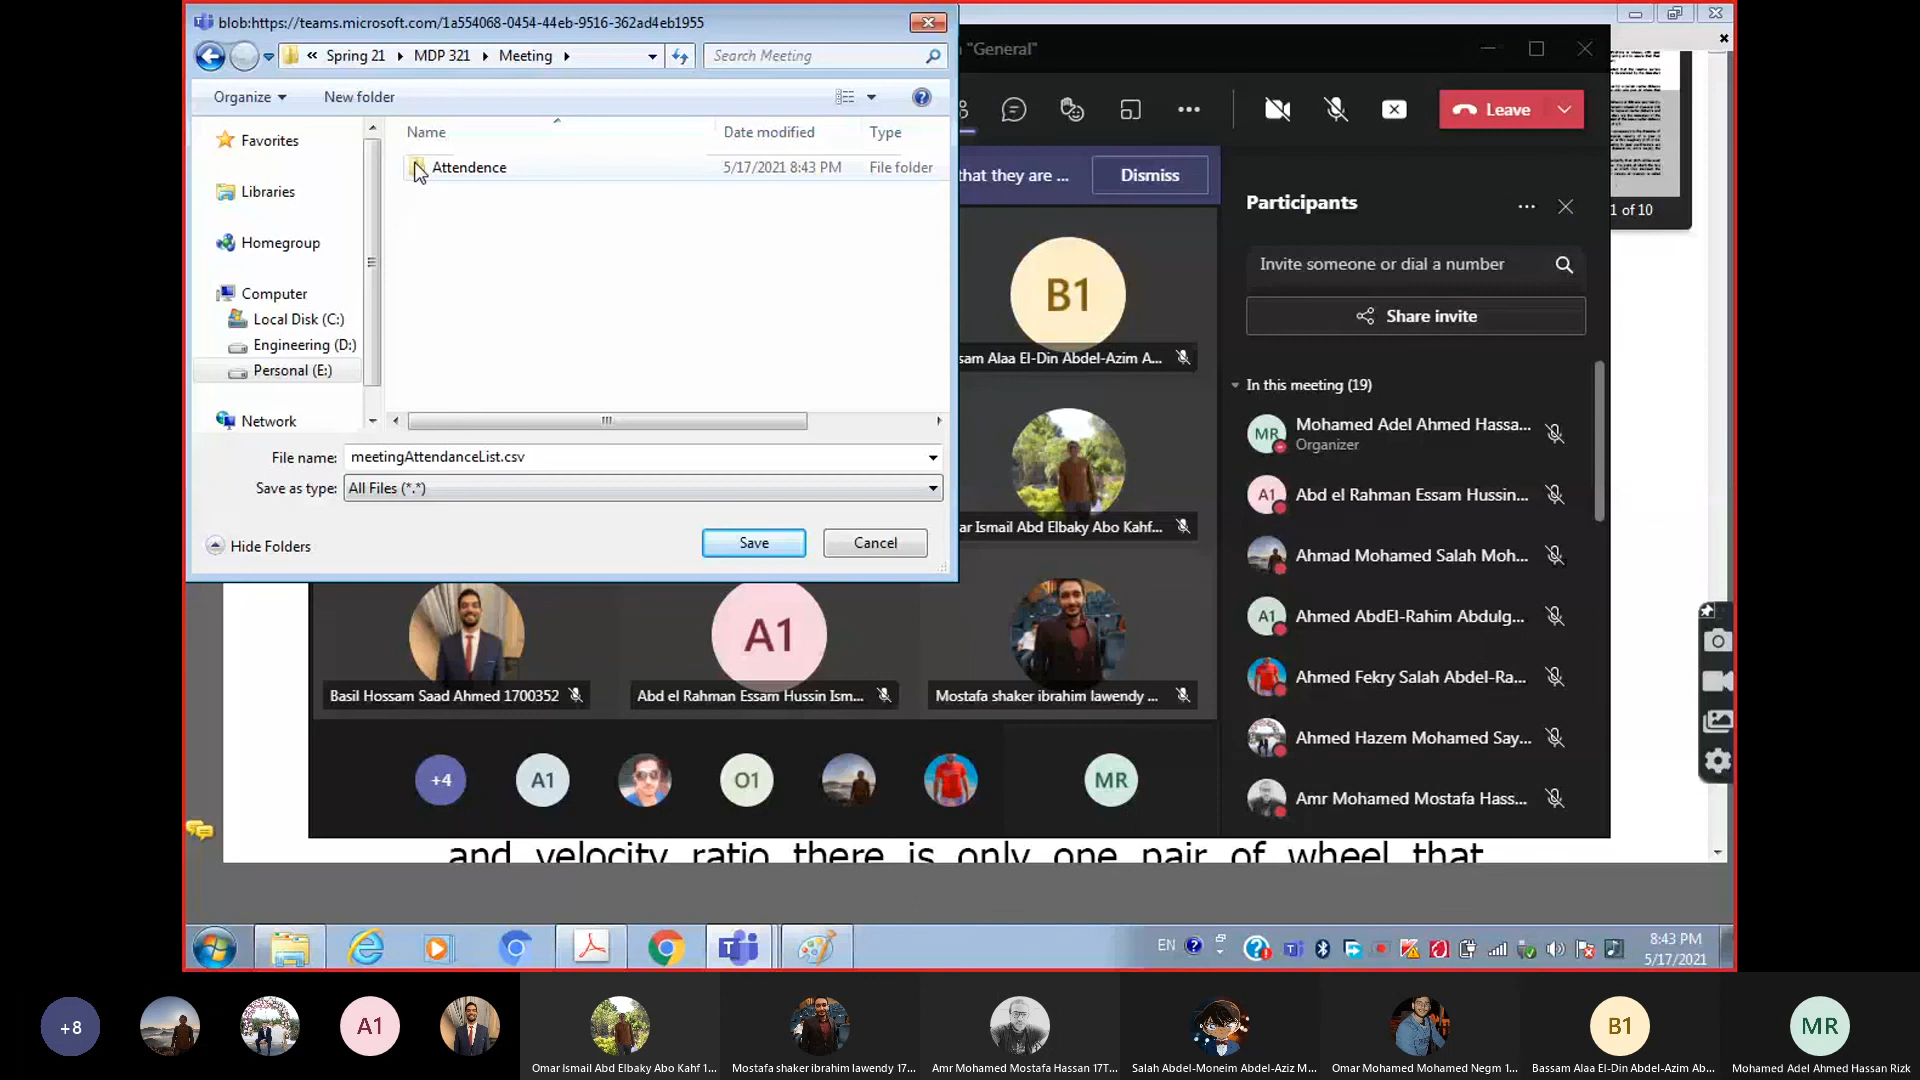 blob:https://teams.microsoft.com/1a554068-0454-44eb-9516-362ad4eb1955
« Spring 21 MDP 321 Meeting
Search Meeting
Organize New folder
Name Date modified Type
Attendence 5/17/2021 8:43 PM File folder
Favorites
Libraries
Homegroup
Computer
Local Disk (C:)
Engineering (D:)
Personal (E:)
Network
File name: meetingAttendanceList.csv
Save as type: All Files (*.*)
Hide Folders
Save Cancel
"General"
Leave
that they are ...
Dismiss
1 of 10
Participants
Invite someone or dial a number
Share invite
In this meeting (19)
MR
Mohamed Adel Ahmed Hassa...
Organizer
A1
Abd el Rahman Essam Hussin...
Ahmad Mohamed Salah Moh...
A1
Ahmed AbdEl-Rahim Abdulg...
Ahmed Fekry Salah Abdel-Ra...
Ahmed Hazem Mohamed Say...
Amr Mohamed Mostafa Hass...
B1
sam Alaa El-Din Abdel-Azim A...
ar Ismail Abd Elbaky Abo Kahf...
A1
Basil Hossam Saad Ahmed 1700352
Abd el Rahman Essam Hussin Ism...
Mostafa shaker ibrahim lawendy ...
+4 A1 O1 MR
and velocity ratio there is only one pair of wheel that
EN
8:43 PM
5/17/2021
+8 A1 B1 MR
Omar Ismail Abd Elbaky Abo Kahf 1...
Mostafa shaker ibrahim lawendy 17...
Amr Mohamed Mostafa Hassan 17T...
Salah Abdel-Moneim Abdel-Aziz M...
Omar Mohamed Mohamed Negm 1...
Bassam Alaa El-Din Abdel-Azim Ab...
Mohamed Adel Ahmed Hassan Rizk